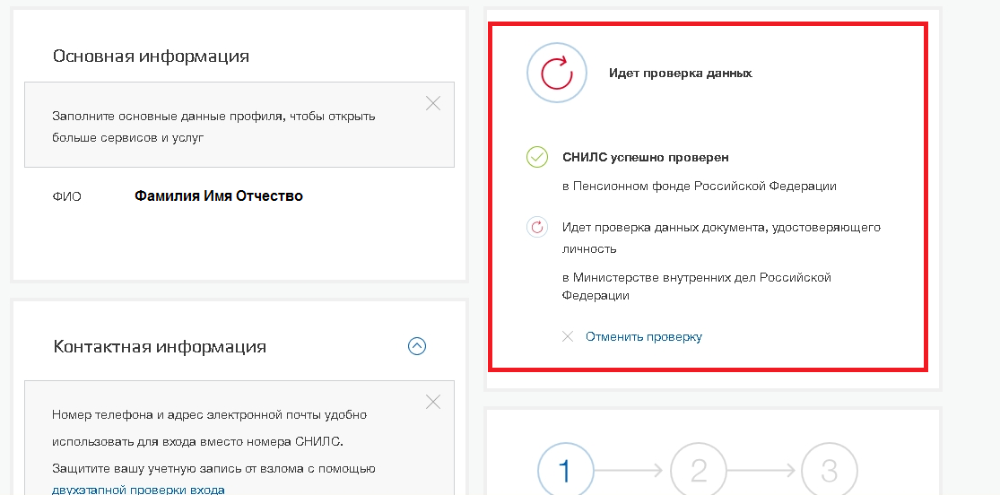 Основная информация
Заполните основные данные профиля, чтобы открыть
больше сервисов и услуг
ФИО Фамилия Имя Отчество
Контактная информация
Номер телефона и адрес электронной почты удобно
использовать для входа вместо номера СНИЛС.
Защитите вашу учетную запись от взлома с помощью
двухэтапной проверки входа
Идет проверка данных
СНИЛС успешно проверен
в Пенсионном фонде Российской Федерации
Идет проверка данных документа, удостоверяющего
личность
в Министерстве внутренних дел Российской
Федерации
Отменить проверку
1 2 3